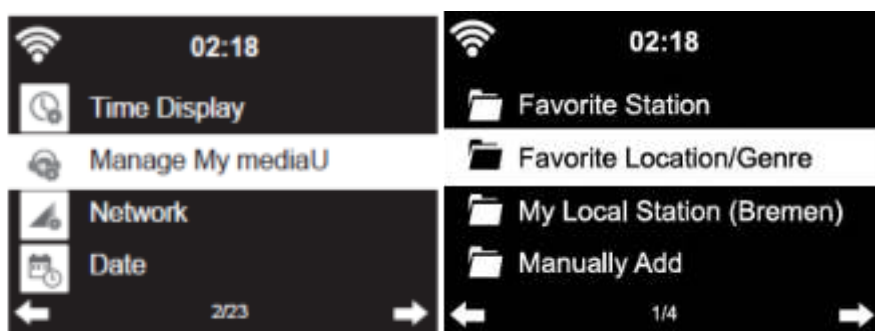 02:18
Time Display
Manage My mediaU
Network
Date
2/23
02:18
Favorite Station
Favorite Location/Genre
My Local Station (Bremen)
Manually Add
1/4